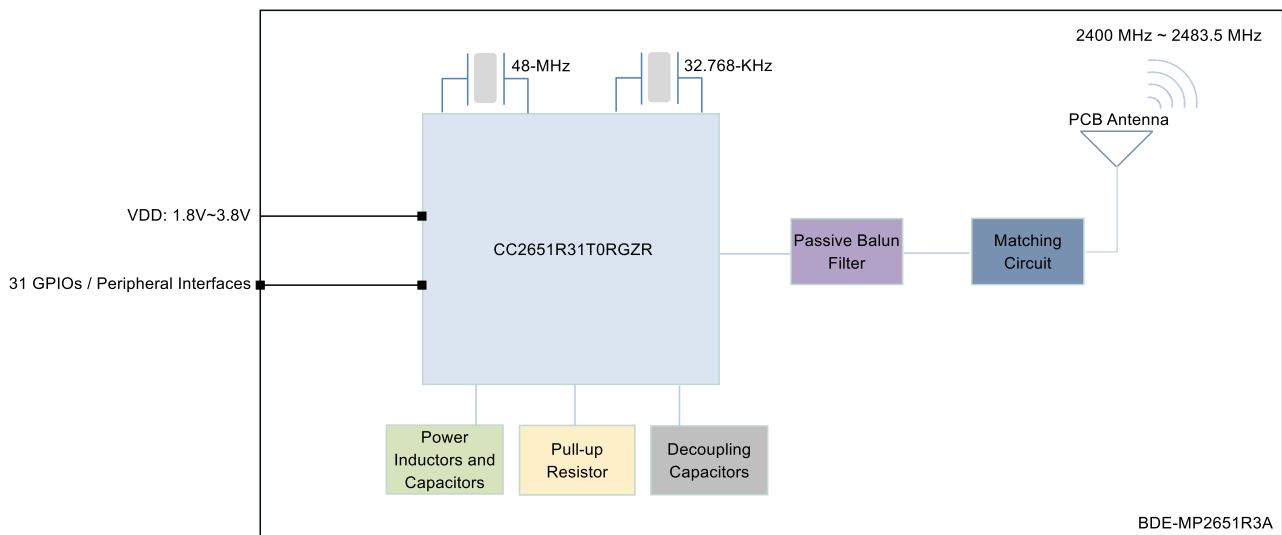 2400 MHz ~ 2483.5 MHz
48-MHz
32.768-KHz
PCB Antenna
VDD: 1.8V~3.8V
CC2651R31T0RGZR
Passive Balun
Filter
Matching
Circuit
31 GPIOs / Peripheral Interfaces
Power
Inductors and
Capacitors
Pull-up
Resistor
Decoupling
Capacitors
BDE-MP2651R3A